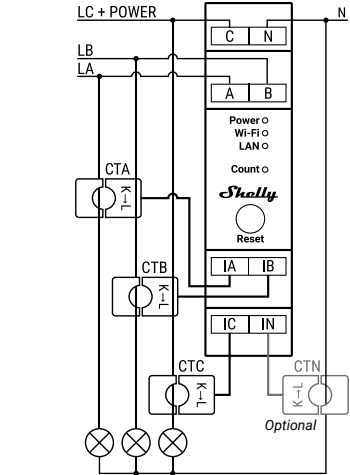 LC + POWER
N
C N
LB
LA
A B
Power
Wi-Fi
LAN
Count
CTA
K→L
Shelly
Reset
CTB
IA IB
K→L
IC IN
CTC
CTN
K→L
K→L
Optional